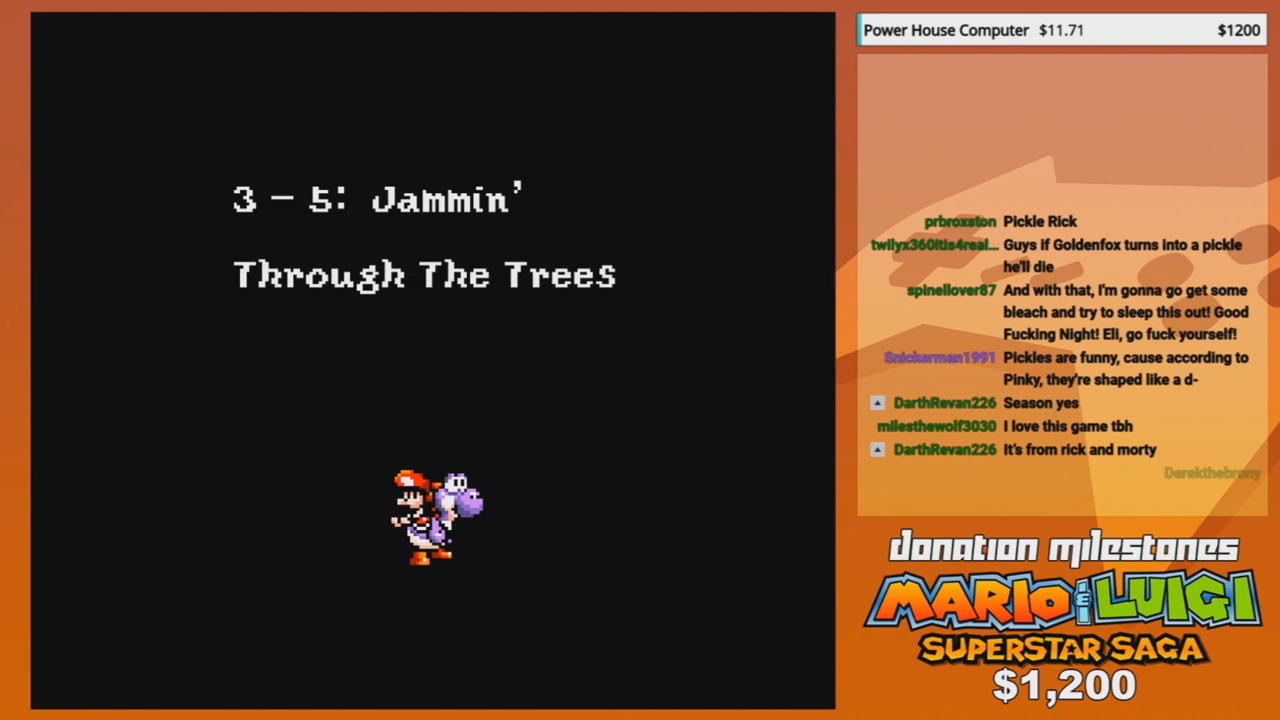 3 - 5: Jammin'
Through The Trees
Power House Computer $11.71 $1200
prbroxston Pickle Rick
twilyx360itis4real... Guys if Goldenfox turns into a pickle
he'll die
spinellover87 And with that, I'm gonna go get some
bleach and try to sleep this out! Good
Fucking Night! Eli, go fuck yourself!
Snickerman1991 Pickles are funny, cause according to
Pinky, they're shaped like a d-
DarthRevan226 Season yes
milesthewolf3030 I love this game tbh
DarthRevan226 It's from rick and morty
Derekthebrony
donation milestones
MARIO & LUIGI
SUPERSTAR SAGA
$1,200